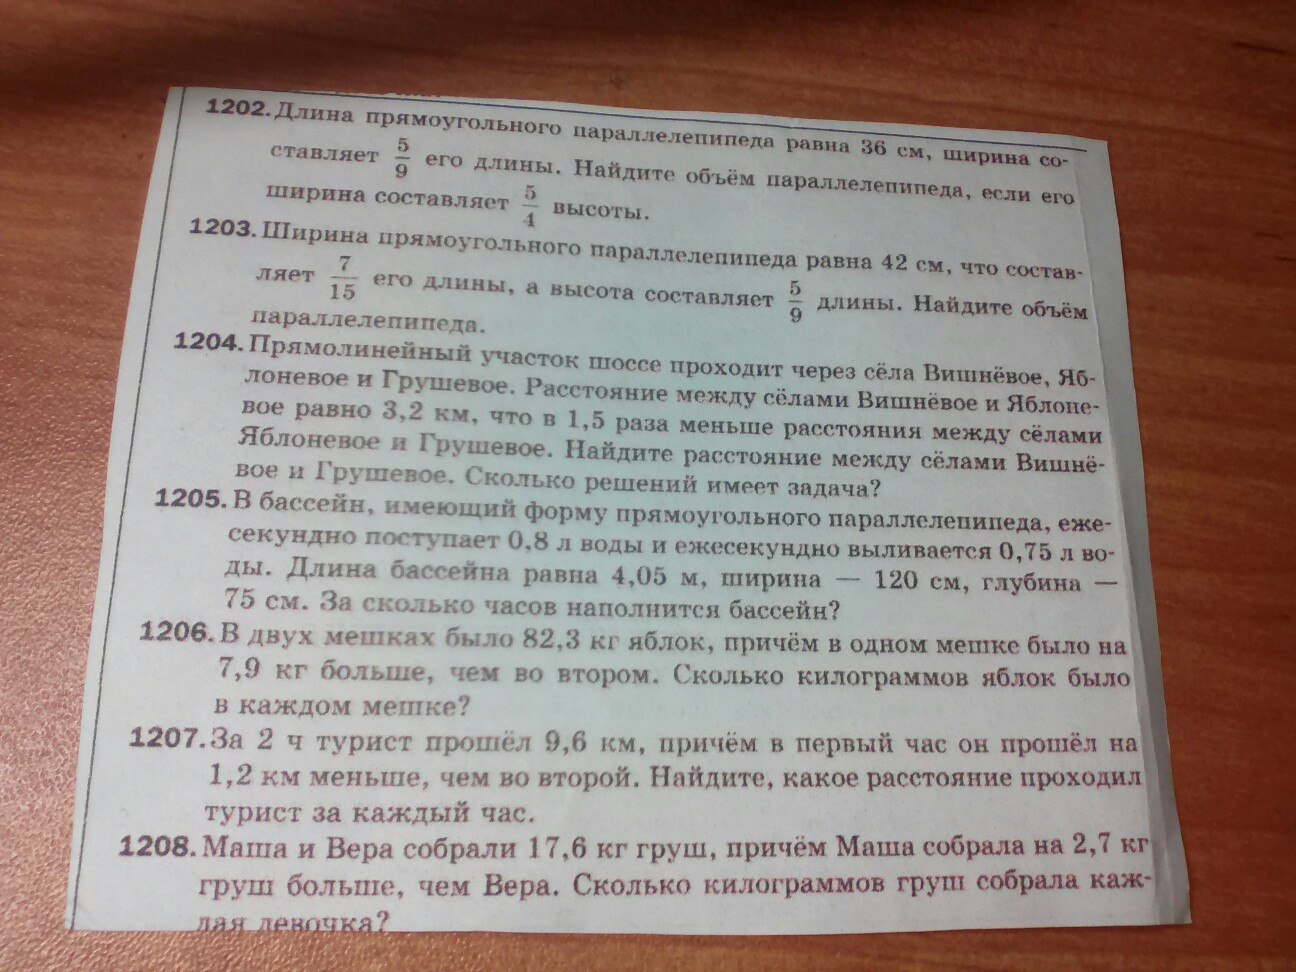 1202. Длина прямоугольного параллелепипеда равна 36 см, ширина со-
ставляет 5/9 его длины. Найдите объём параллелепипеда, если его
ширина составляет 5/4 высоты.
1203. Ширина прямоугольного параллелепипеда равна 42 см, что состав-
ляет 7/15 его длины, а высота составляет 5/9 длины. Найдите объём
параллелепипеда.
1204. Прямолинейный участок шоссе проходит через сёла Вишнёвое, Яб-
лоневое и Грушевое. Расстояние между сёлами Вишнёвое и Яблоне-
вое равно 3,2 км, что в 1,5 раза меньше расстояния между сёлами
Яблоневое и Грушевое. Найдите расстояние между сёлами Вишнё-
вое и Грушевое. Сколько решений имеет задача?
1205. В бассейн, имеющий форму прямоугольного параллелепипеда, еже-
секундно поступает 0,8 л воды и ежесекундно выливается 0,75 л во-
ды. Длина бассейна равна 4,05 м, ширина — 120 см, глубина —
75 см. За сколько часов наполнится бассейн?
1206. В двух мешках было 82,3 кг яблок, причём в одном мешке было на
7,9 кг больше, чем во втором. Сколько килограммов яблок было
в каждом мешке?
1207. За 2 ч турист прошёл 9,6 км, причём в первый час он прошёл на
1,2 км меньше, чем во второй. Найдите, какое расстояние проходил
турист за каждый час.
1208. Маша и Вера собрали 17,6 кг груш, причём Маша собрала на 2,7 кг
груш больше, чем Вера. Сколько килограммов груш собрала каж-
дая девочка?